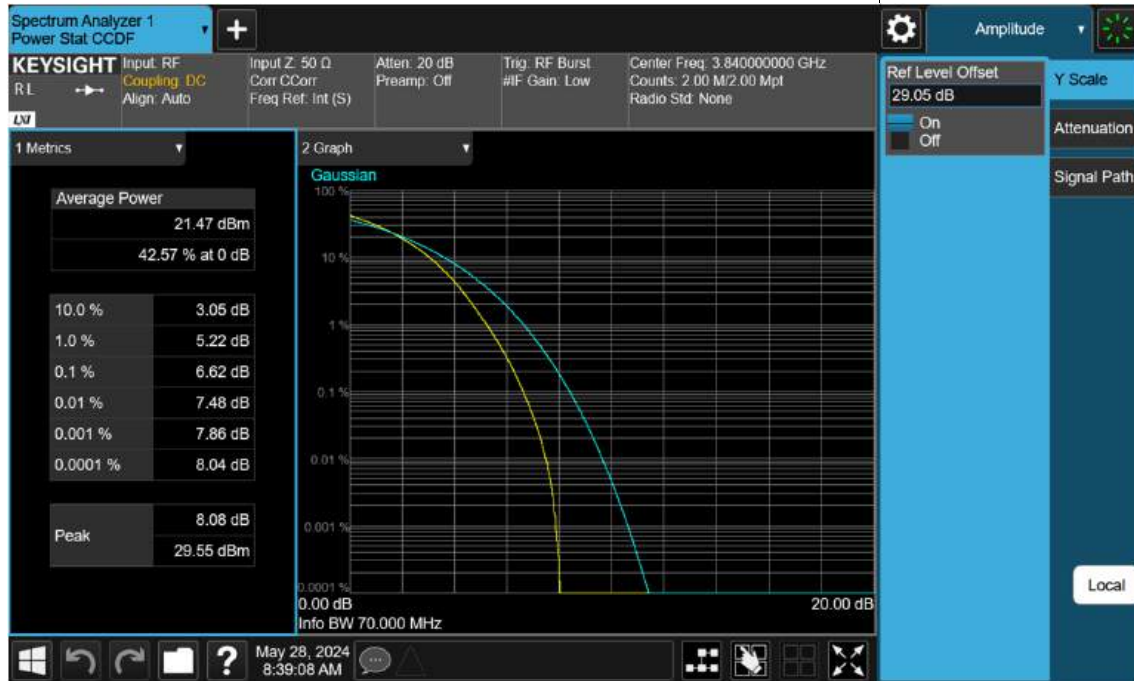 Spectrum Analyzer 1
Power Stat CCDF
+
Amplitude
KEYSIGHT
RL
LXI
Input: RF
Coupling: DC
Align: Auto
Input Z: 50 Ω
Corr CCorr
Freq Ref: Int (S)
Atten: 20 dB
Preamp: Off
Trig: RF Burst
#IF Gain: Low
Center Freq: 3.840000000 GHz
Counts: 2.00 M/2.00 Mpt
Radio Std: None
Ref Level Offset
29.05 dB
On
Off
Y Scale
Attenuation
Signal Path
1 Metrics
Average Power
21.47 dBm
42.57 % at 0 dB
10.0 % 3.05 dB
1.0 % 5.22 dB
0.1 % 6.62 dB
0.01 % 7.48 dB
0.001 % 7.86 dB
0.0001 % 8.04 dB
Peak
8.08 dB
29.55 dBm
2 Graph
Gaussian
100 %
10 %
1 %
0.1 %
0.01 %
0.001 %
0.0001 %
0.00 dB 20.00 dB
Info BW 70.000 MHz
Local
?
May 28, 2024
8:39:08 AM